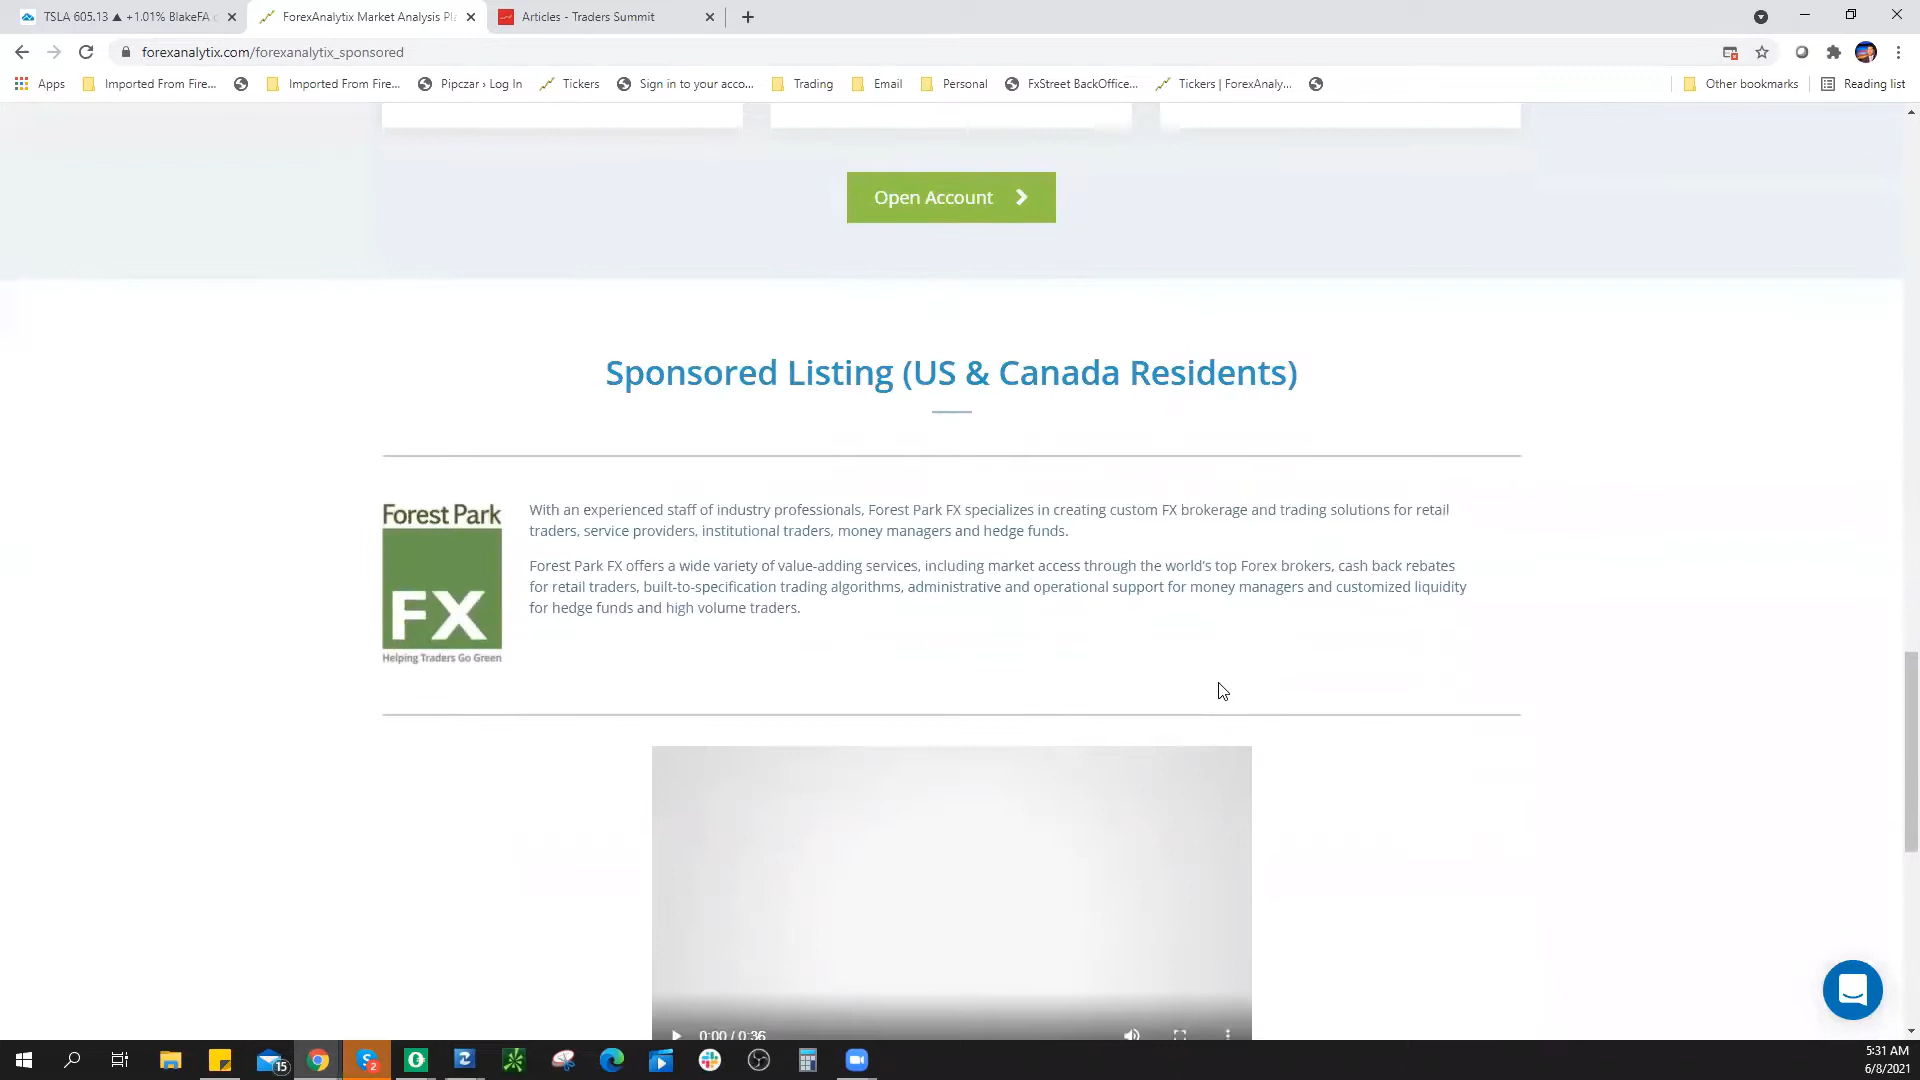 TSLA 605.13 ▲ +1.01% BlakeFA
ForexAnalytix Market Analysis Pl
Articles - Traders Summit
forexanalytix.com/forexanalytix_sponsored
Apps
Imported From Fire...
Imported From Fire...
Pipczar › Log In
Tickers
Sign in to your acco...
Trading
Email
Personal
FxStreet BackOffice...
Tickers | ForexAnaly...
Other bookmarks
Reading list
Open Account
Sponsored Listing (US & Canada Residents)
Forest Park
FX
Helping Traders Go Green
With an experienced staff of industry professionals, Forest Park FX specializes in creating custom FX brokerage and trading solutions for retail
traders, service providers, institutional traders, money managers and hedge funds.
Forest Park FX offers a wide variety of value-adding services, including market access through the world's top Forex brokers, cash back rebates
for retail traders, built-to-specification trading algorithms, administrative and operational support for money managers and customized liquidity
for hedge funds and high volume traders.
0:00 / 0:36
15
2
5:31 AM
6/8/2021